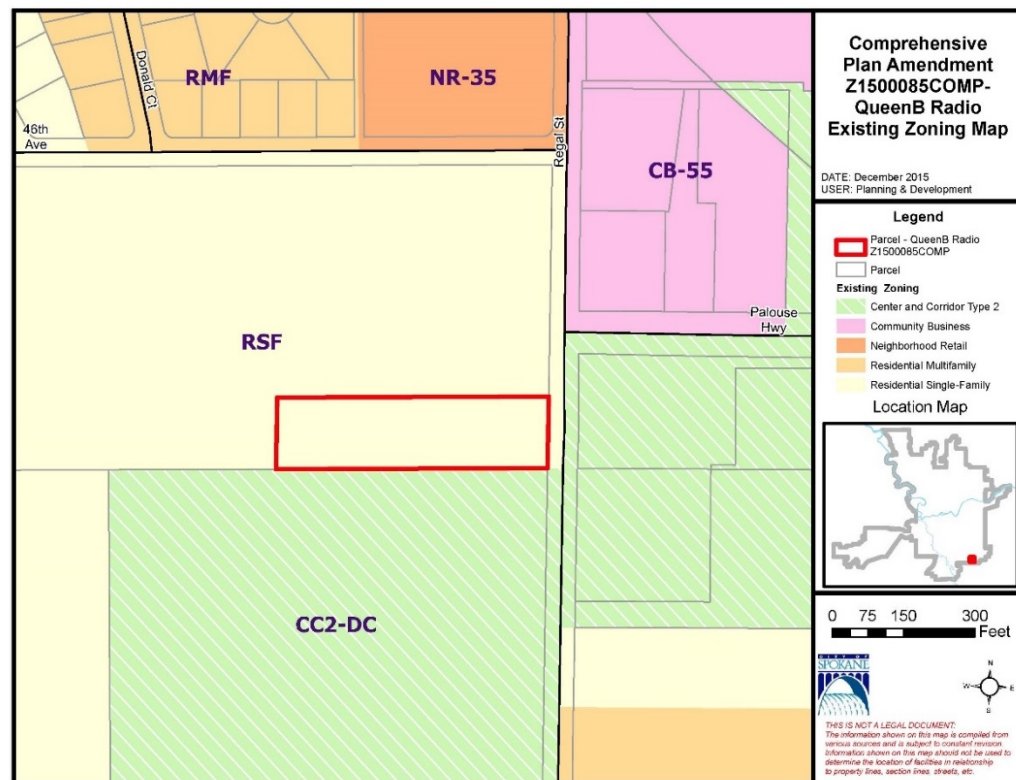 RMF
NR-35
Donald Ct
46th
Ave
Regal St
CB-55
Palouse
Hwy
RSF
CC2-DC
Comprehensive
Plan Amendment
Z1500085COMP-
QueenB Radio
Existing Zoning Map
DATE: December 2015
USER: Planning & Development
Legend
Parcel - QueenB Radio
Z1500085COMP
Parcel
Existing Zoning
Center and Corridor Type 2
Community Business
Neighborhood Retail
Residential Multifamily
Residential Single-Family
Location Map
0 75 150 300
Feet
CITY OF
SPOKANE
N
W E
S
THIS IS NOT A LEGAL DOCUMENT:
The information shown on this map is compiled from
various sources and is subject to constant revision.
Information shown on this map should not be used to
determine the location of facilities in relationship
to property lines, section lines, streets, etc.